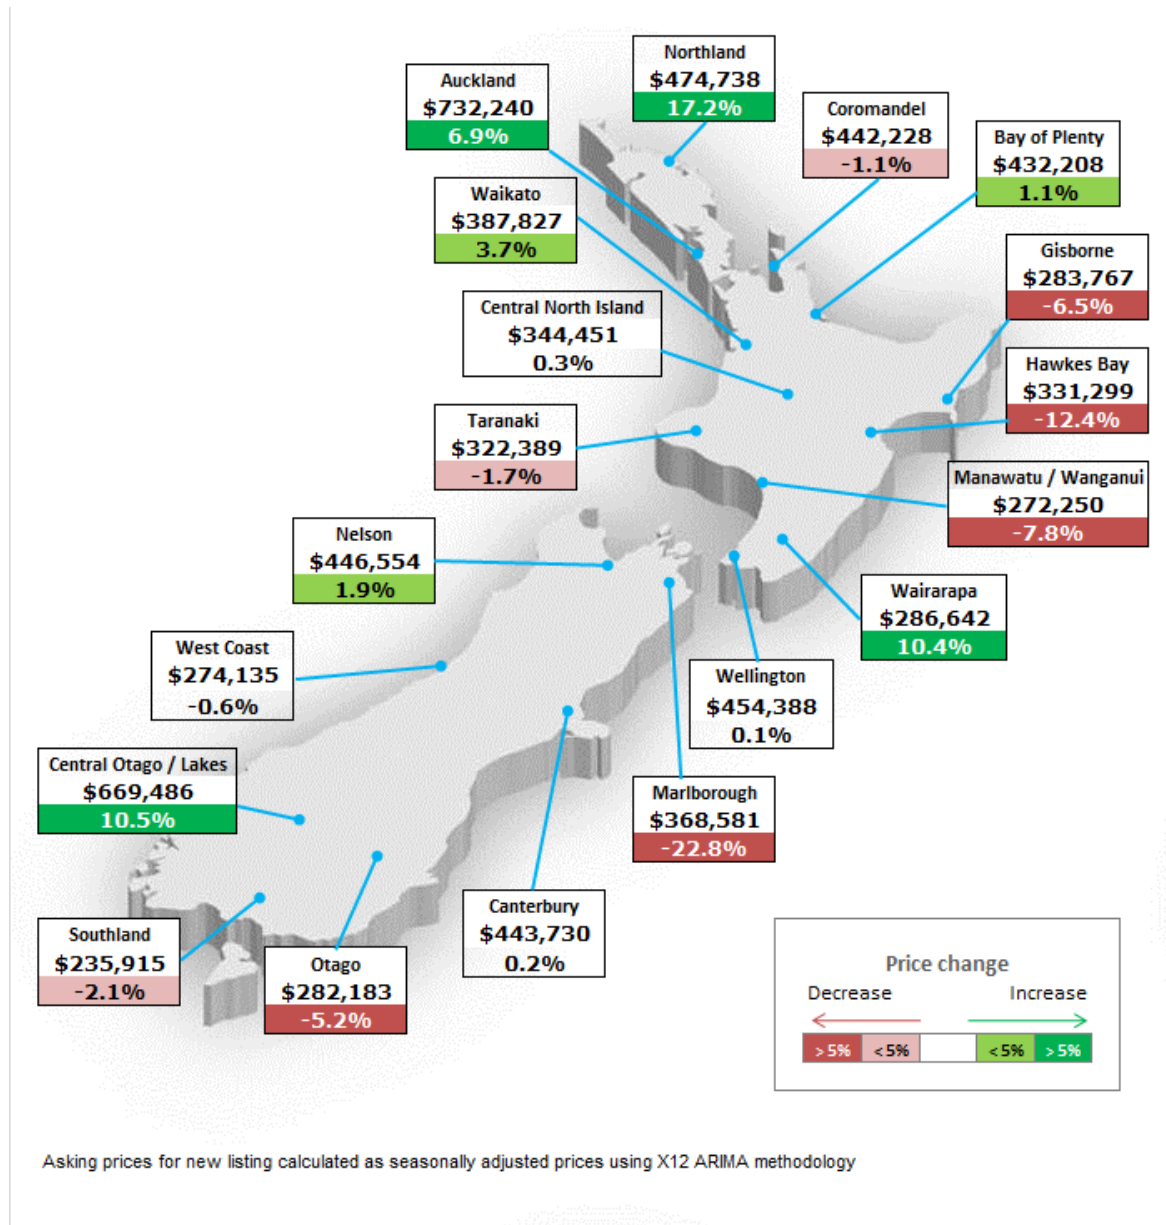 Northland
$474,738
17.2%
Auckland
$732,240
6.9%
Coromandel
$442,228
-1.1%
Bay of Plenty
$432,208
1.1%
Waikato
$387,827
3.7%
Gisborne
$283,767
-6.5%
Central North Island
$344,451
0.3%
Hawkes Bay
$331,299
-12.4%
Taranaki
$322,389
-1.7%
Manawatu / Wanganui
$272,250
-7.8%
Nelson
$446,554
1.9%
Wairarapa
$286,642
10.4%
West Coast
$274,135
-0.6%
Wellington
$454,388
0.1%
Central Otago / Lakes
$669,486
10.5%
Marlborough
$368,581
-22.8%
Canterbury
$443,730
0.2%
Southland
$235,915
-2.1%
Otago
$282,183
-5.2%
Price change
Decrease Increase
> 5% < 5% < 5% > 5%
Asking prices for new listing calculated as seasonally adjusted prices using X12 ARIMA methodology